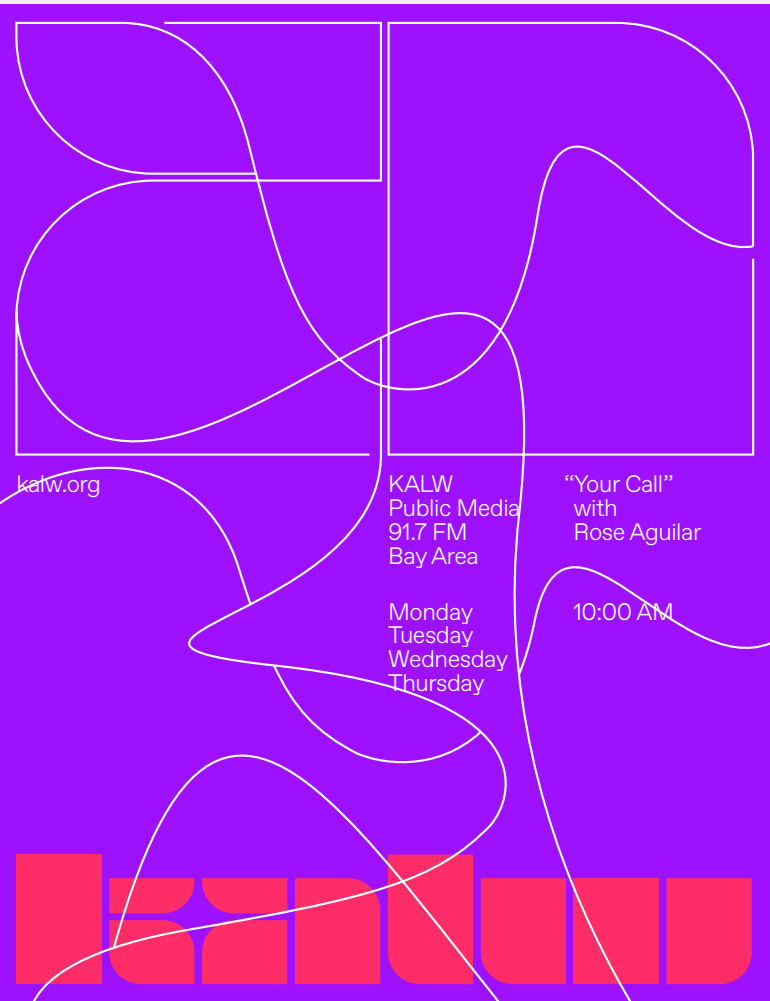 kalw.org
KALW
Public Media
91.7 FM
Bay Area
“Your Call”
with
Rose Aguilar
Monday
Tuesday
Wednesday
Thursday
10:00 AM
kalw